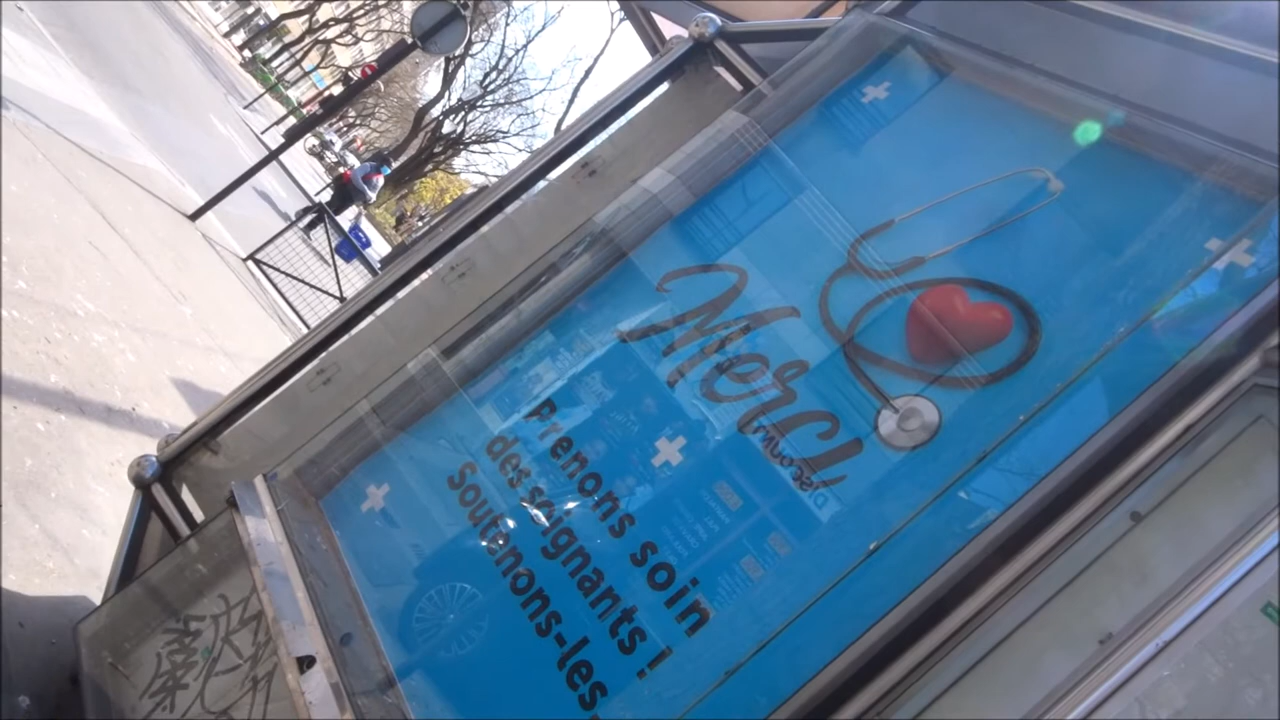 Merci
Prenons soin
des soignants !
Soutenons-les.
DISCOUNT